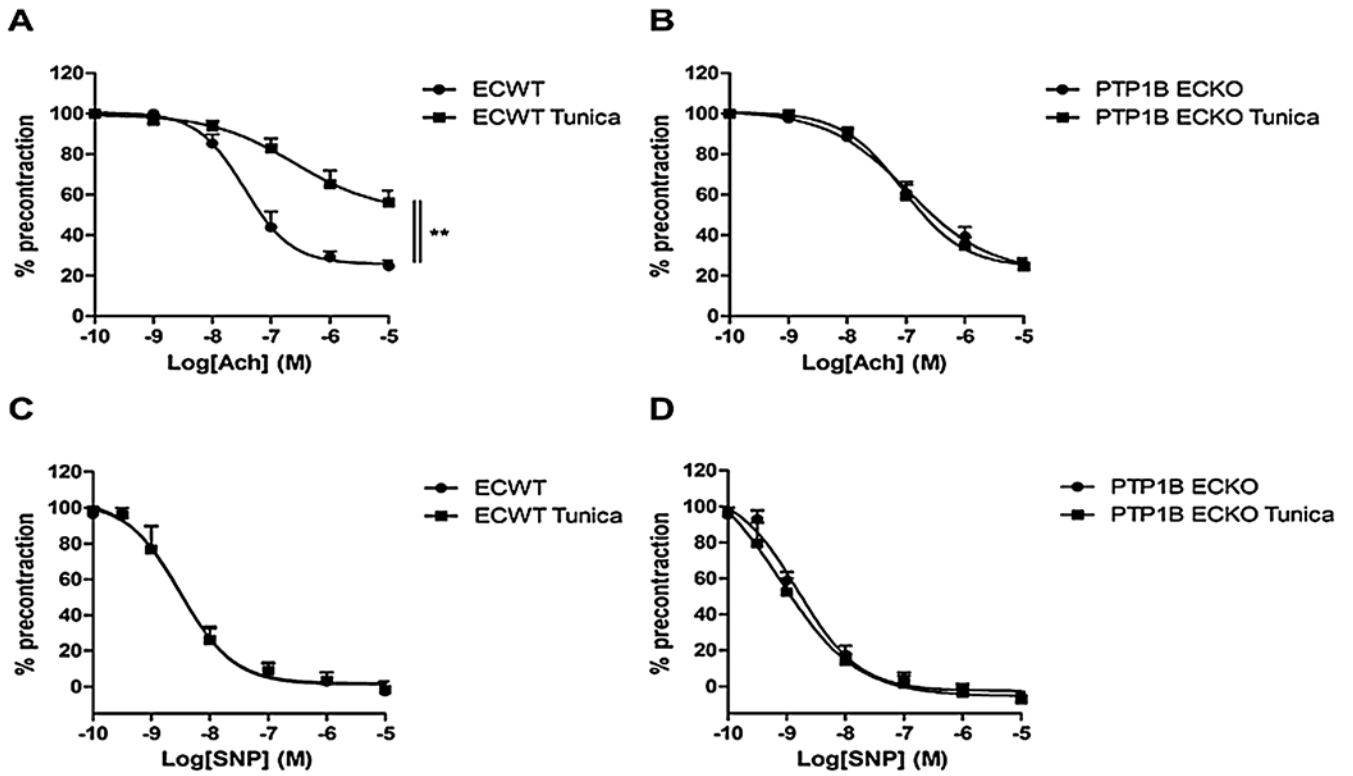 A
120
100
80
60
40
20
0
% precontraction
-10 -9 -8 -7 -6 -5
Log[Ach] (M)
ECWT
ECWT Tunica
**
B
120
100
80
60
40
20
0
% precontraction
-10 -9 -8 -7 -6 -5
Log[Ach] (M)
PTP1B ECKO
PTP1B ECKO Tunica
C
120
100
80
60
40
20
0
% precontraction
-10 -9 -8 -7 -6 -5
Log[SNP] (M)
ECWT
ECWT Tunica
D
120
100
80
60
40
20
0
% precontraction
-10 -9 -8 -7 -6 -5
Log[SNP] (M)
PTP1B ECKO
PTP1B ECKO Tunica